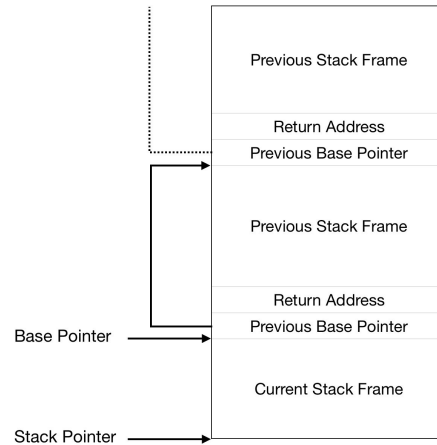 Previous Stack Frame
Return Address
Previous Base Pointer
Previous Stack Frame
Return Address
Previous Base Pointer
Base Pointer
Current Stack Frame
Stack Pointer